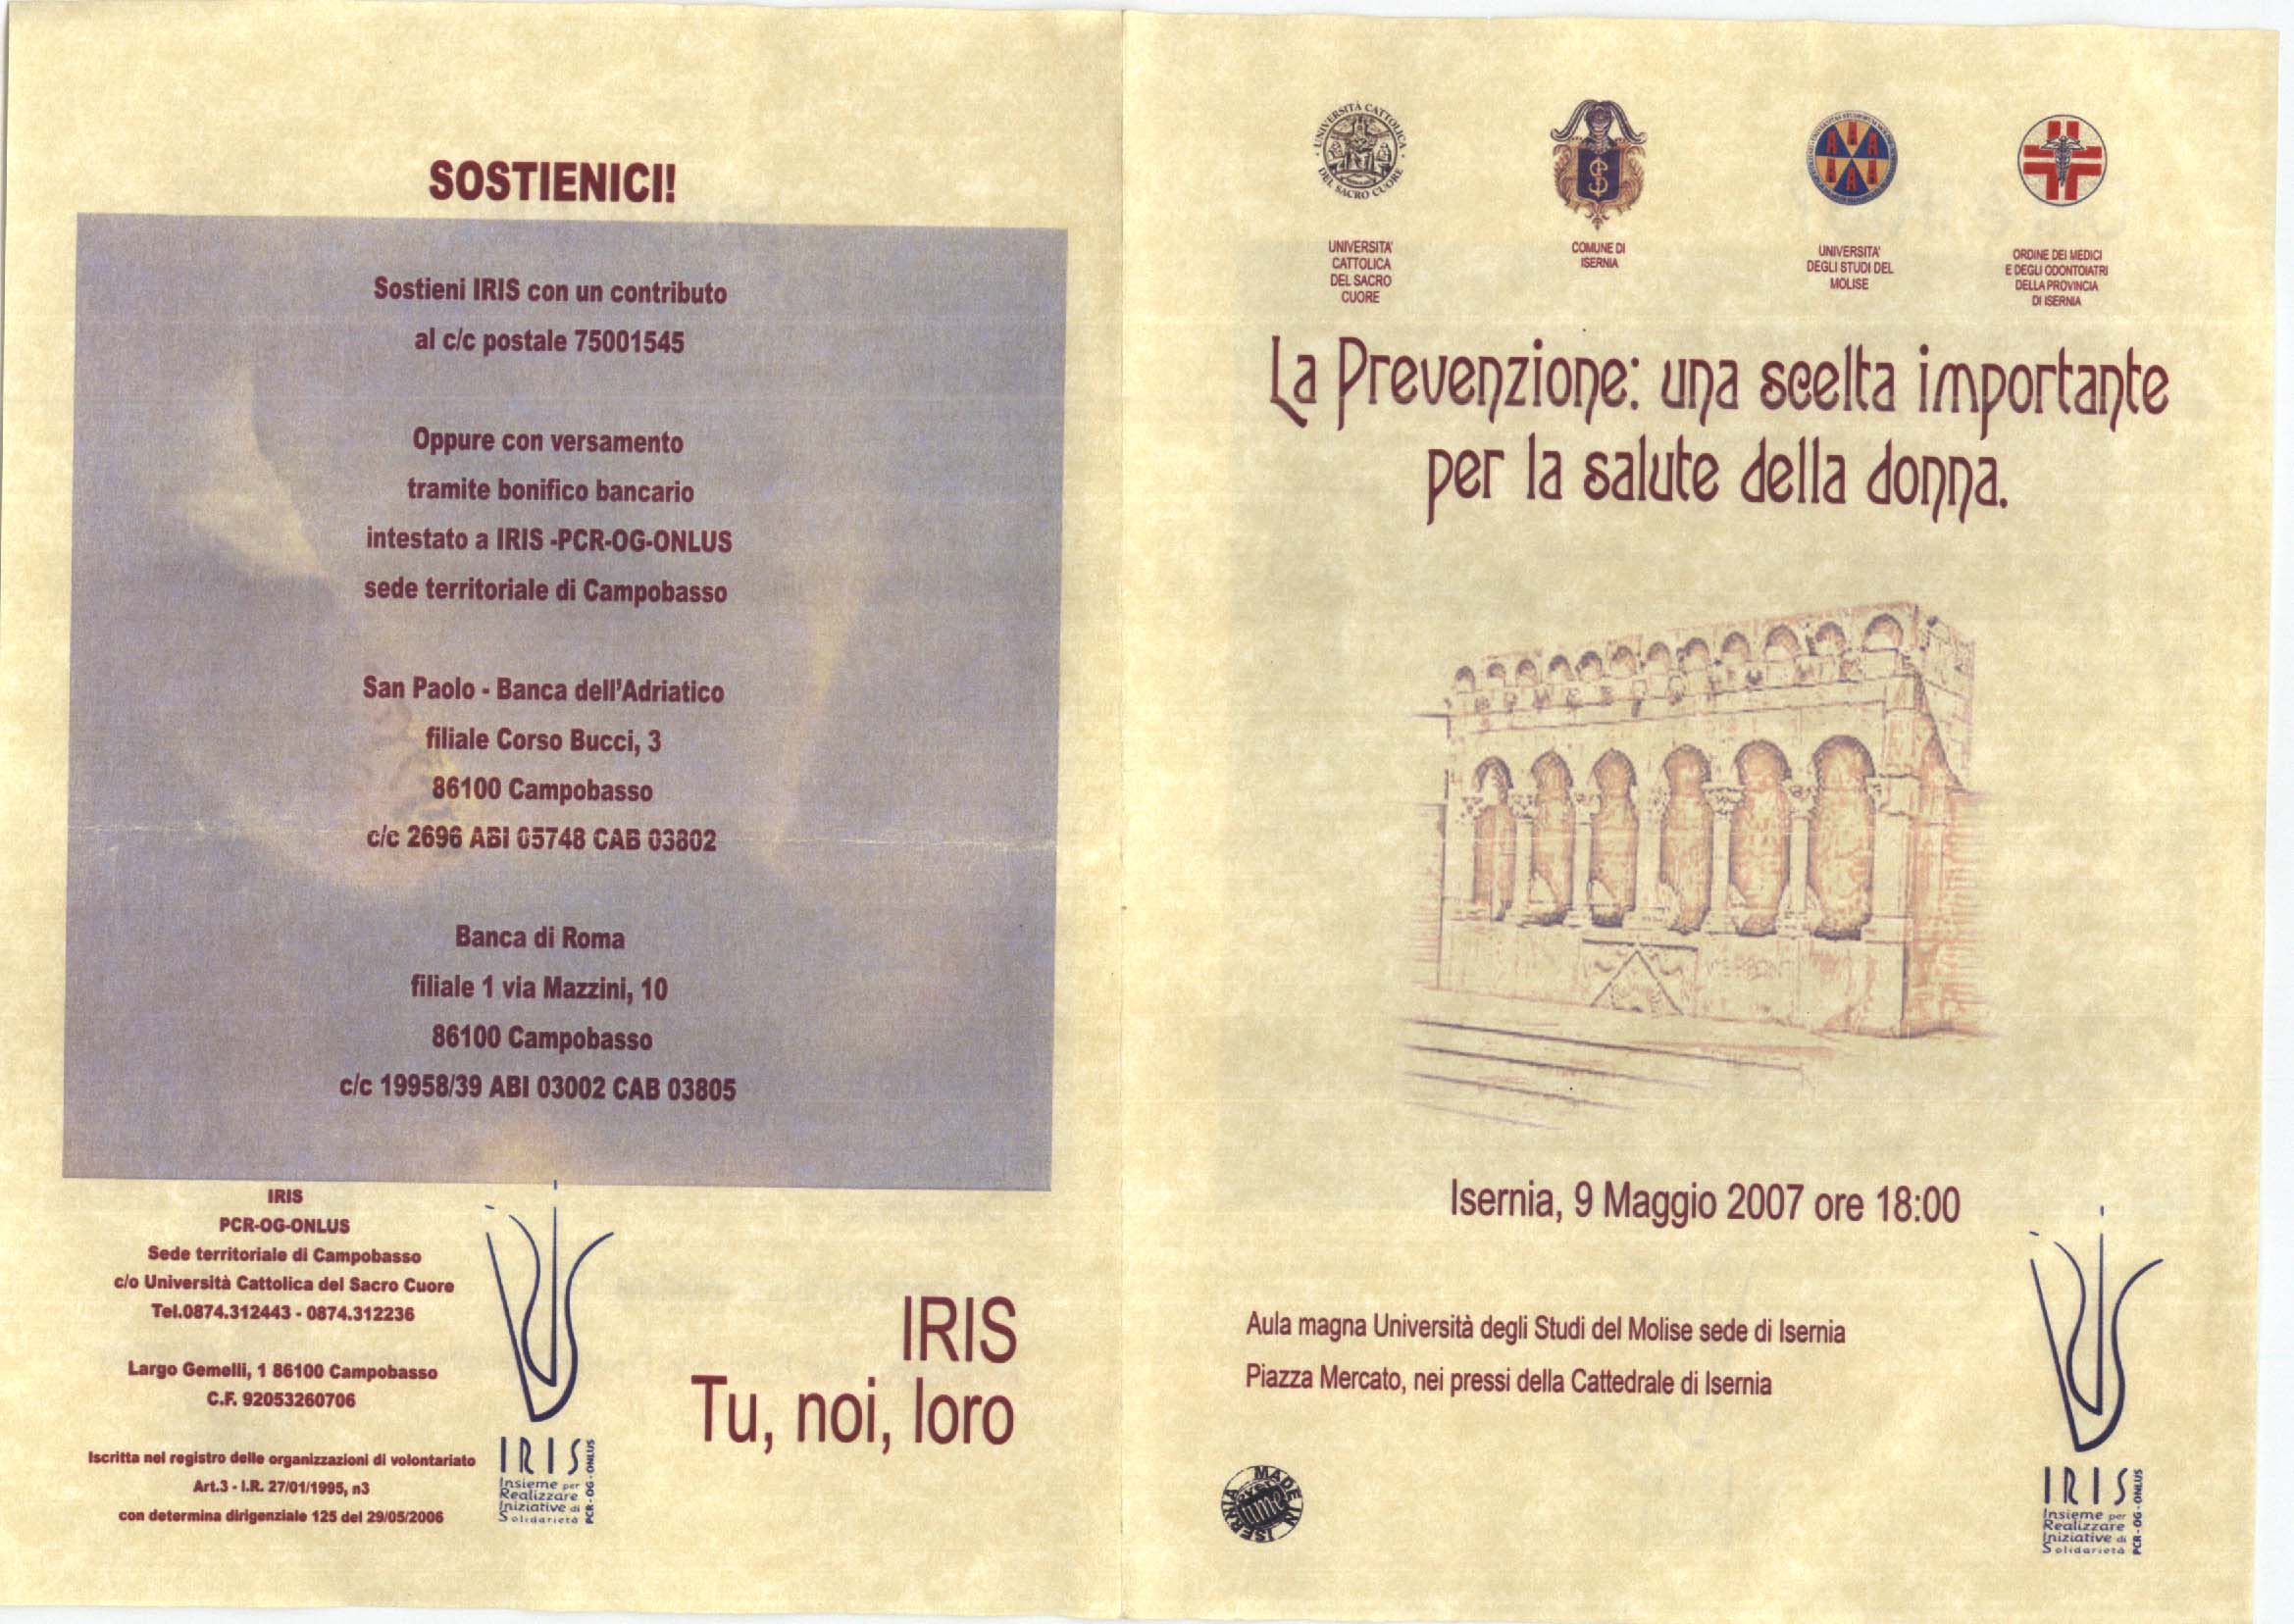 SOSTIENICI!
Sostieni IRIS con un contributo
al c/c postale 75001545
Oppure con versamento
tramite bonifico bancario
intestato a IRIS -PCR-OG-ONLUS
sede territoriale di Campobasso
San Paolo - Banca dell'Adriatico
filiale Corso Bucci, 3
86100 Campobasso
c/c 2696 ABI 05748 CAB 03802
Banca di Roma
filiale 1 via Mazzini, 10
86100 Campobasso
c/c 19958/39 ABI 03002 CAB 03805
IRIS
PCR-OG-ONLUS
Sede territoriale di Campobasso
c/o Università Cattolica del Sacro Cuore
Tel.0874.312443 - 0874.312236
Largo Gemelli, 1 86100 Campobasso
C.F. 92053260706
Iscritta nel registro delle organizzazioni di volontariato
Art.3 - l.R. 27/01/1995, n3
con determina dirigenziale 125 del 29/05/2006
IRIS
Insieme per
Realizzare
Iniziative di
Solidarietà
PCR-OG-ONLUS
IRIS
Tu, noi, loro
UNIVERSITÀ CATTOLICA
DEL SACRO CUORE
UNIVERSITA'
CATTOLICA
DEL SACRO
CUORE
COMUNE DI
ISERNIA
UNIVERSITA'
DEGLI STUDI DEL
MOLISE
ORDINE DEI MEDICI
E DEGLI ODONTOIATRI
DELLA PROVINCIA
DI ISERNIA
La Prevenzione: una scelta importante
per la salute della donna.
Isernia, 9 Maggio 2007 ore 18:00
Aula magna Università degli Studi del Molise sede di Isernia
Piazza Mercato, nei pressi della Cattedrale di Isernia
MADE IN ISERNIA
IRIS
Insieme per
Realizzare
Iniziative di
Solidarietà
PCR-OG-ONLUS